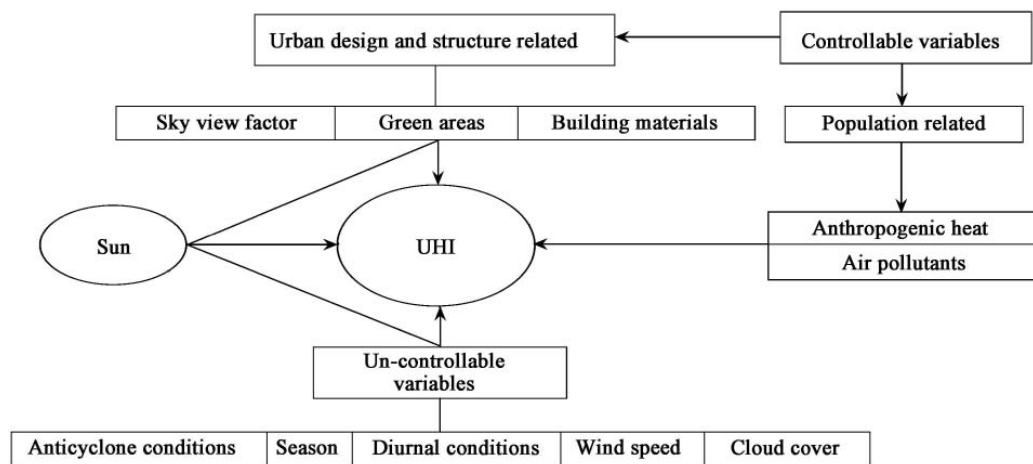 Urban design and structure related
Controllable variables
Sky view factor
Green areas
Building materials
Population related
Sun
UHI
Anthropogenic heat
Air pollutants
Un-controllable
variables
Anticyclone conditions
Season
Diurnal conditions
Wind speed
Cloud cover